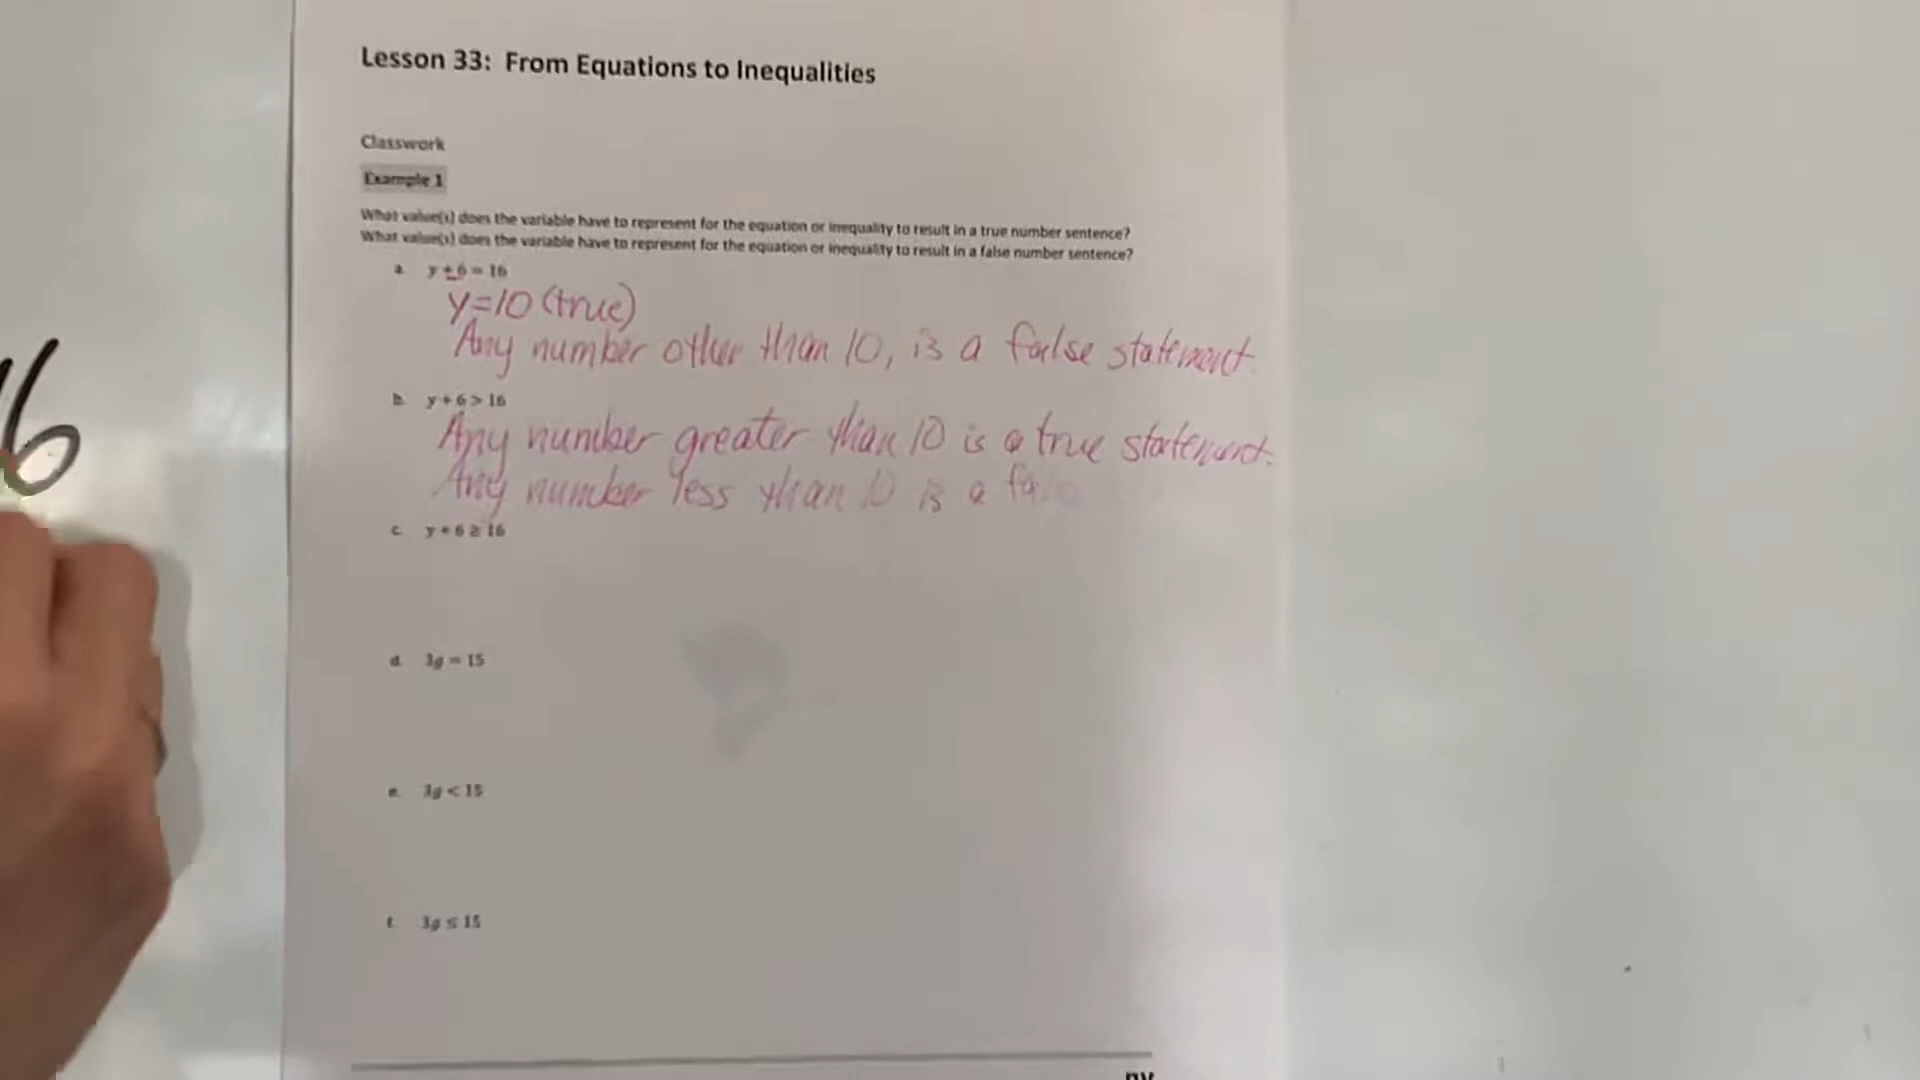 Lesson 33: From Equations to Inequalities
Classwork
Example 1
What value(s) does the variable have to represent for the equation or inequality to result in a true number sentence?
What value(s) does the variable have to represent for the equation or inequality to result in a false number sentence?
a. y + 6 = 16
y=10 (true)
Any number other than 10, is a false statement.
b. y + 6 > 16
Any number greater than 10 is a true statement.
Any number less than 10 is a fal
c. y + 6 ≥ 16
d. 3g = 15
e. 3g < 15
f. 3g ≤ 15
6